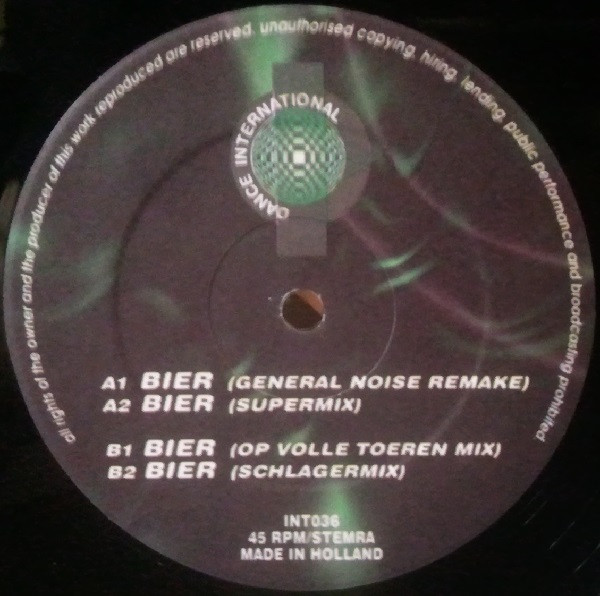 all rights of the owner and the producer of this work reproduced are reserved. unauthorised copying, hiring, lending, public performance and broadcasting prohibited.
DANCE INTERNATIONAL
A1 BIER (GENERAL NOISE REMAKE)
A2 BIER (SUPERMIX)
B1 BIER (OP VOLLE TOEREN MIX)
B2 BIER (SCHLAGERMIX)
INT036
45 RPM/STEMRA
MADE IN HOLLAND